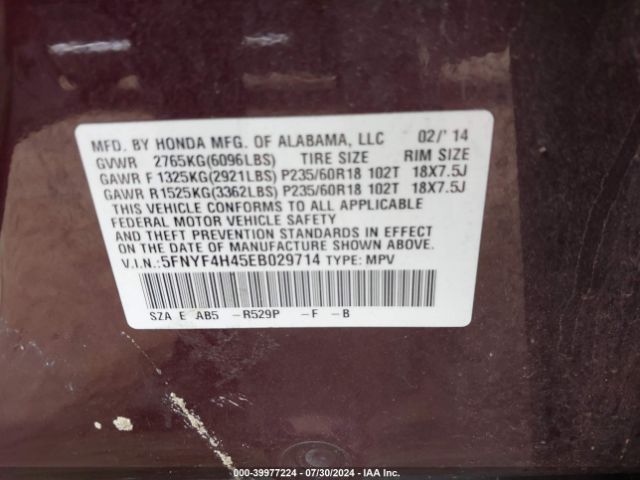 MFD. BY HONDA MFG. OF ALABAMA, LLC 02/' 14
GVWR 2765KG(6096LBS) TIRE SIZE RIM SIZE
GAWR F 1325KG(2921LBS) P235/60R18 102T 18X7.5J
GAWR R1525KG(3362LBS) P235/60R18 102T 18X7.5J
THIS VEHICLE CONFORMS TO ALL APPLICABLE
FEDERAL MOTOR VEHICLE SAFETY
AND THEFT PREVENTION STANDARDS IN EFFECT ON
THE DATE OF MANUFACTURE SHOWN ABOVE.
V.I.N.:5FNYF4H45EB029714 TYPE: MPV
SZA E AB5 -R529P -F -B
000-39977224 - 07/30/2024 - IAA Inc.